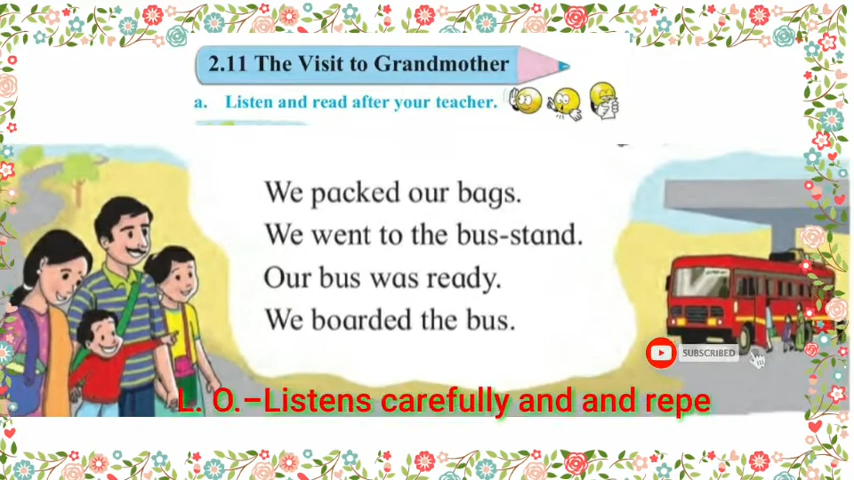 2.11 The Visit to Grandmother
a. Listen and read after your teacher.
We packed our bags.
We went to the bus-stand.
Our bus was ready.
We boarded the bus.
SUBSCRIBED
L. O.–Listens carefully and and repe